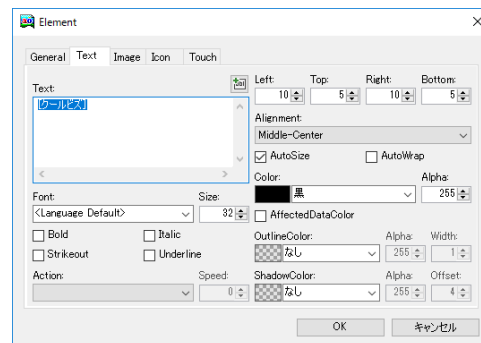 Element
General Text Image Icon Touch
Text:
[クールビズ]
Left: Top: Right: Bottom:
10 5 10 5
Alignment:
Middle-Center
AutoSize AutoWrap
Color: Alpha:
黒 255
Font: Size:
<Language Default> 32
AffectedDataColor
Bold Italic
Strikeout Underline
OutlineColor: Alpha: Width:
なし 255 1
Action: Speed:
0
ShadowColor: Alpha: Offset:
なし 255 4
OK キャンセル